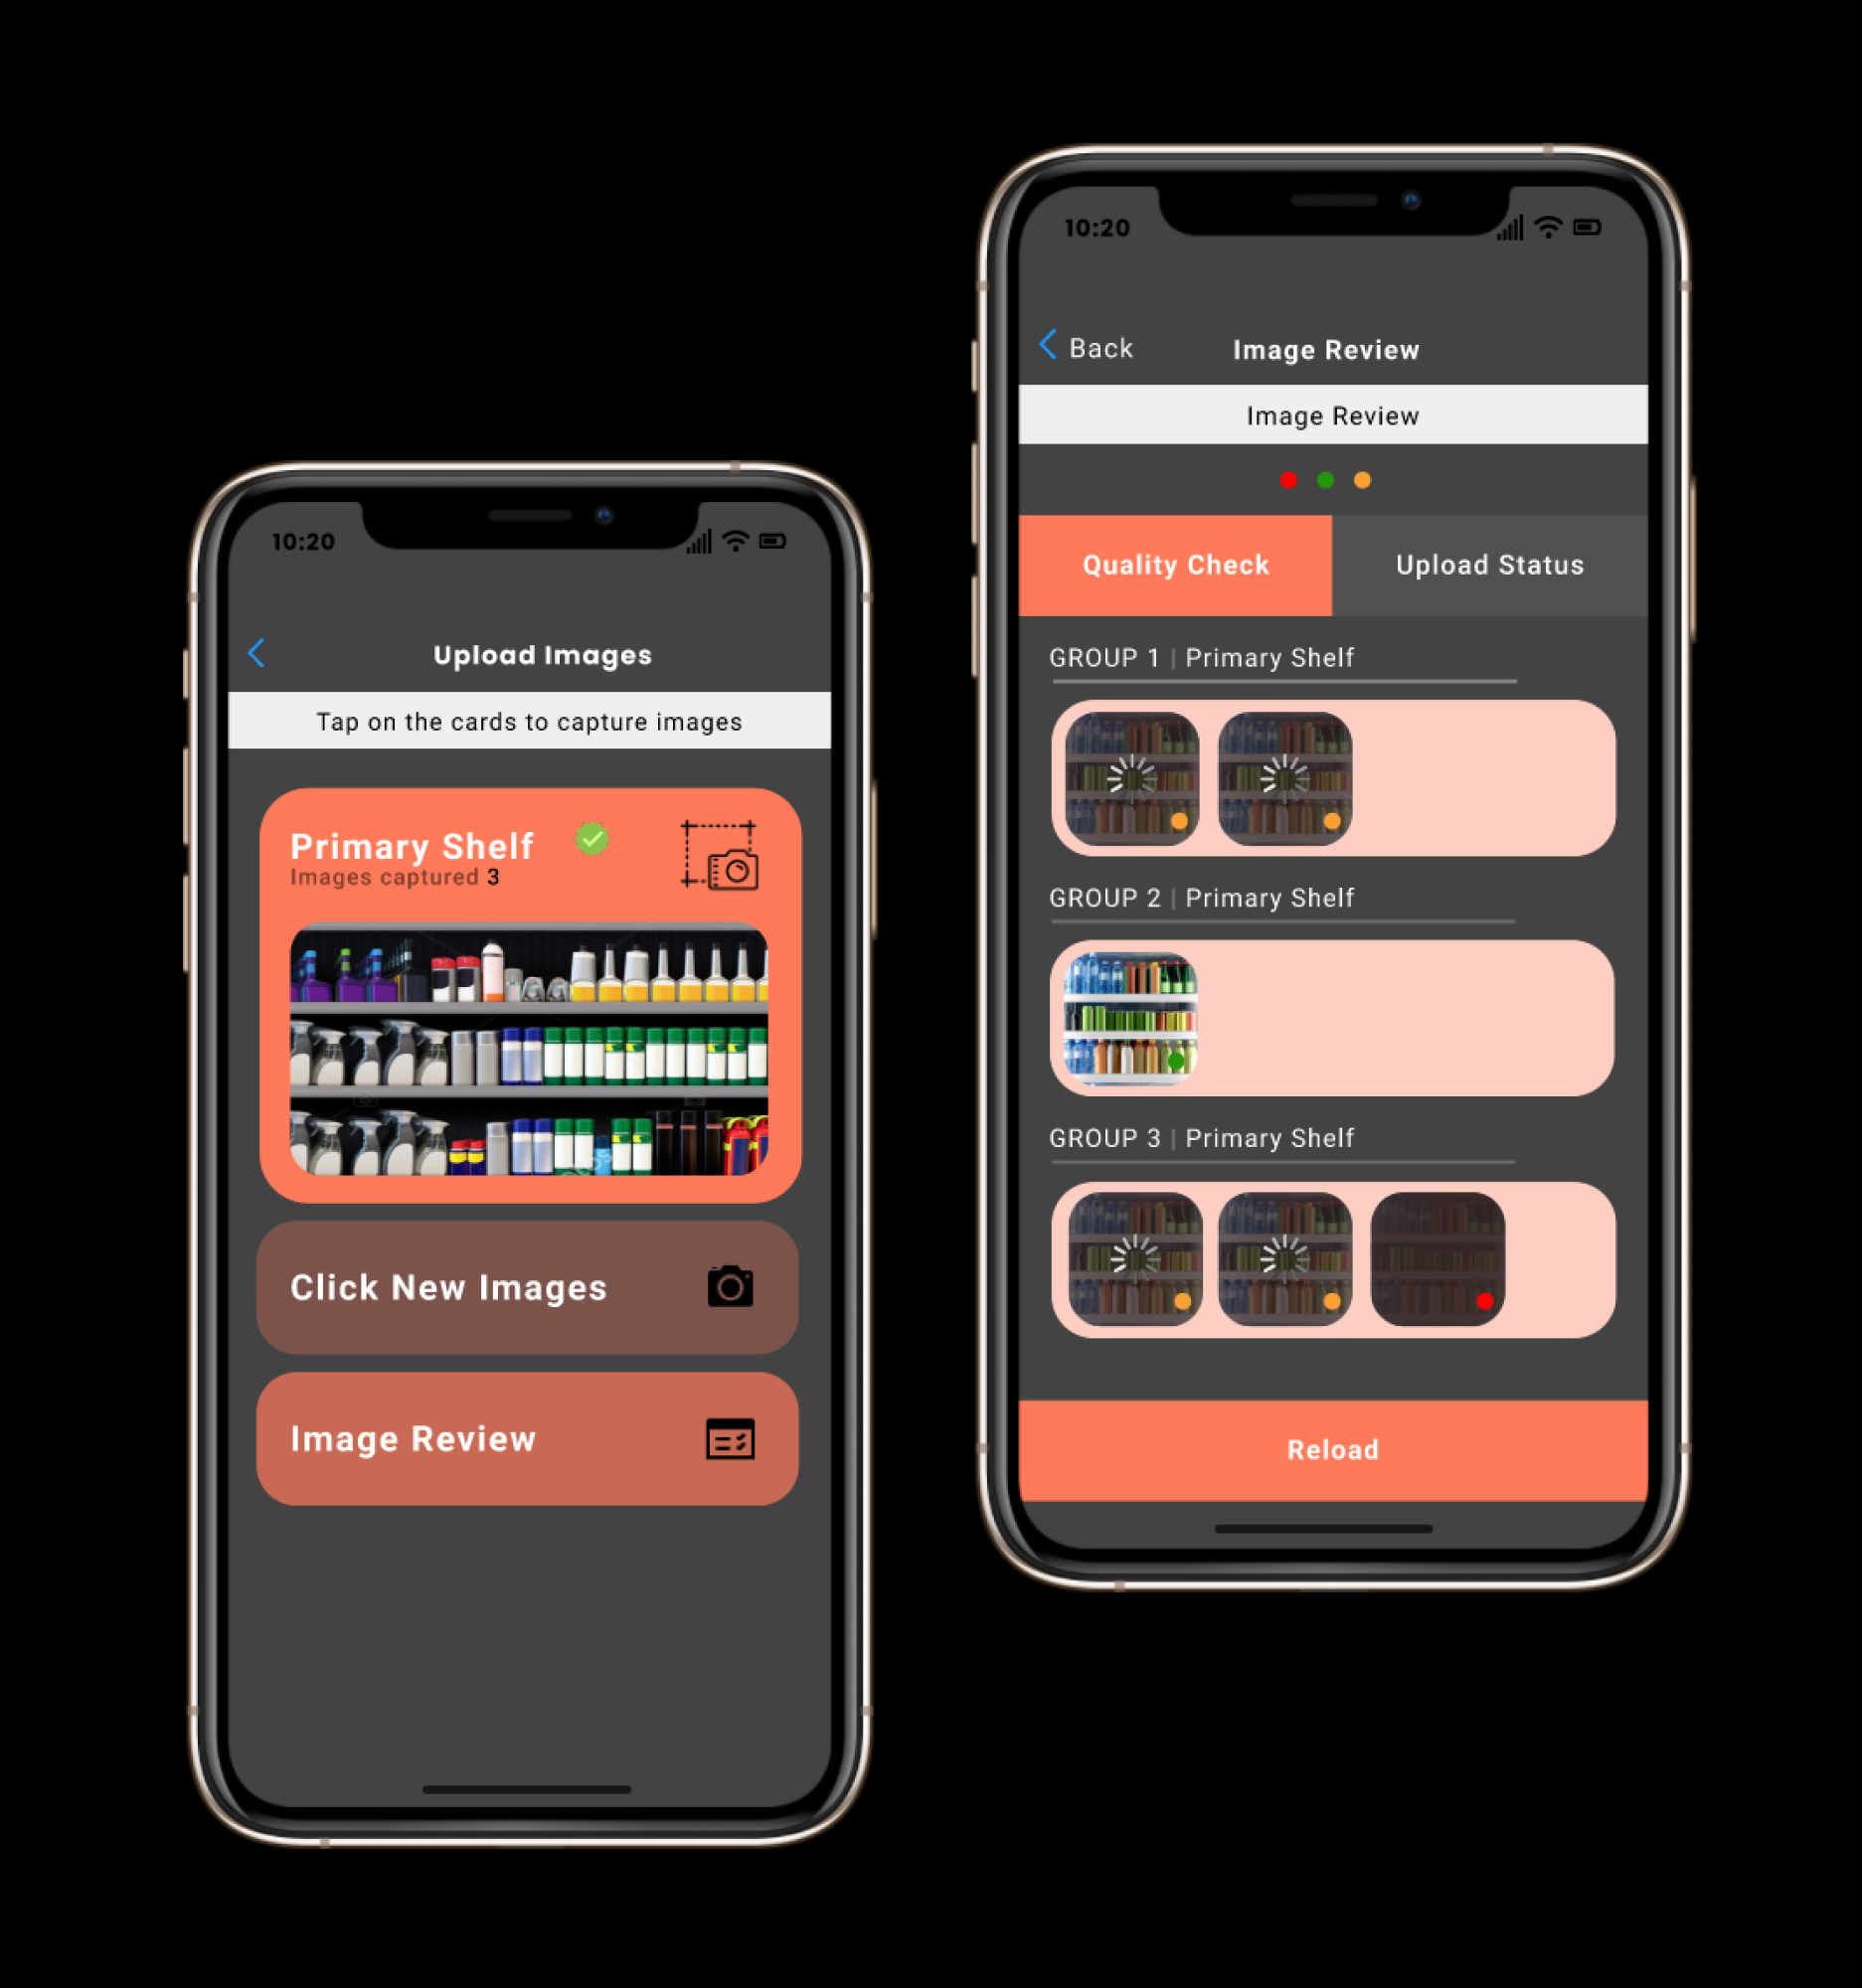 10:20
Upload Images
Tap on the cards to capture images
Primary Shelf
Images captured 3
Click New Images
Image Review
10:20
Back Image Review
Image Review
Quality Check Upload Status
GROUP 1 | Primary Shelf
GROUP 2 | Primary Shelf
GROUP 3 | Primary Shelf
Reload